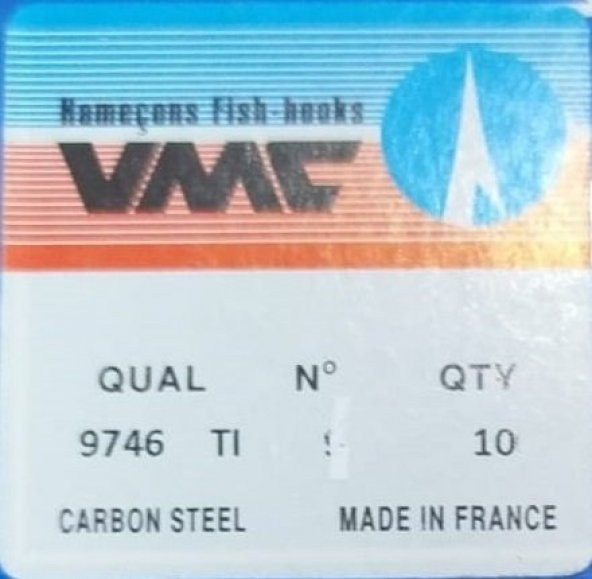 Hameçons Fish-hooks
VMC
QUAL N° QTY
9746 TI 10
CARBON STEEL MADE IN FRANCE